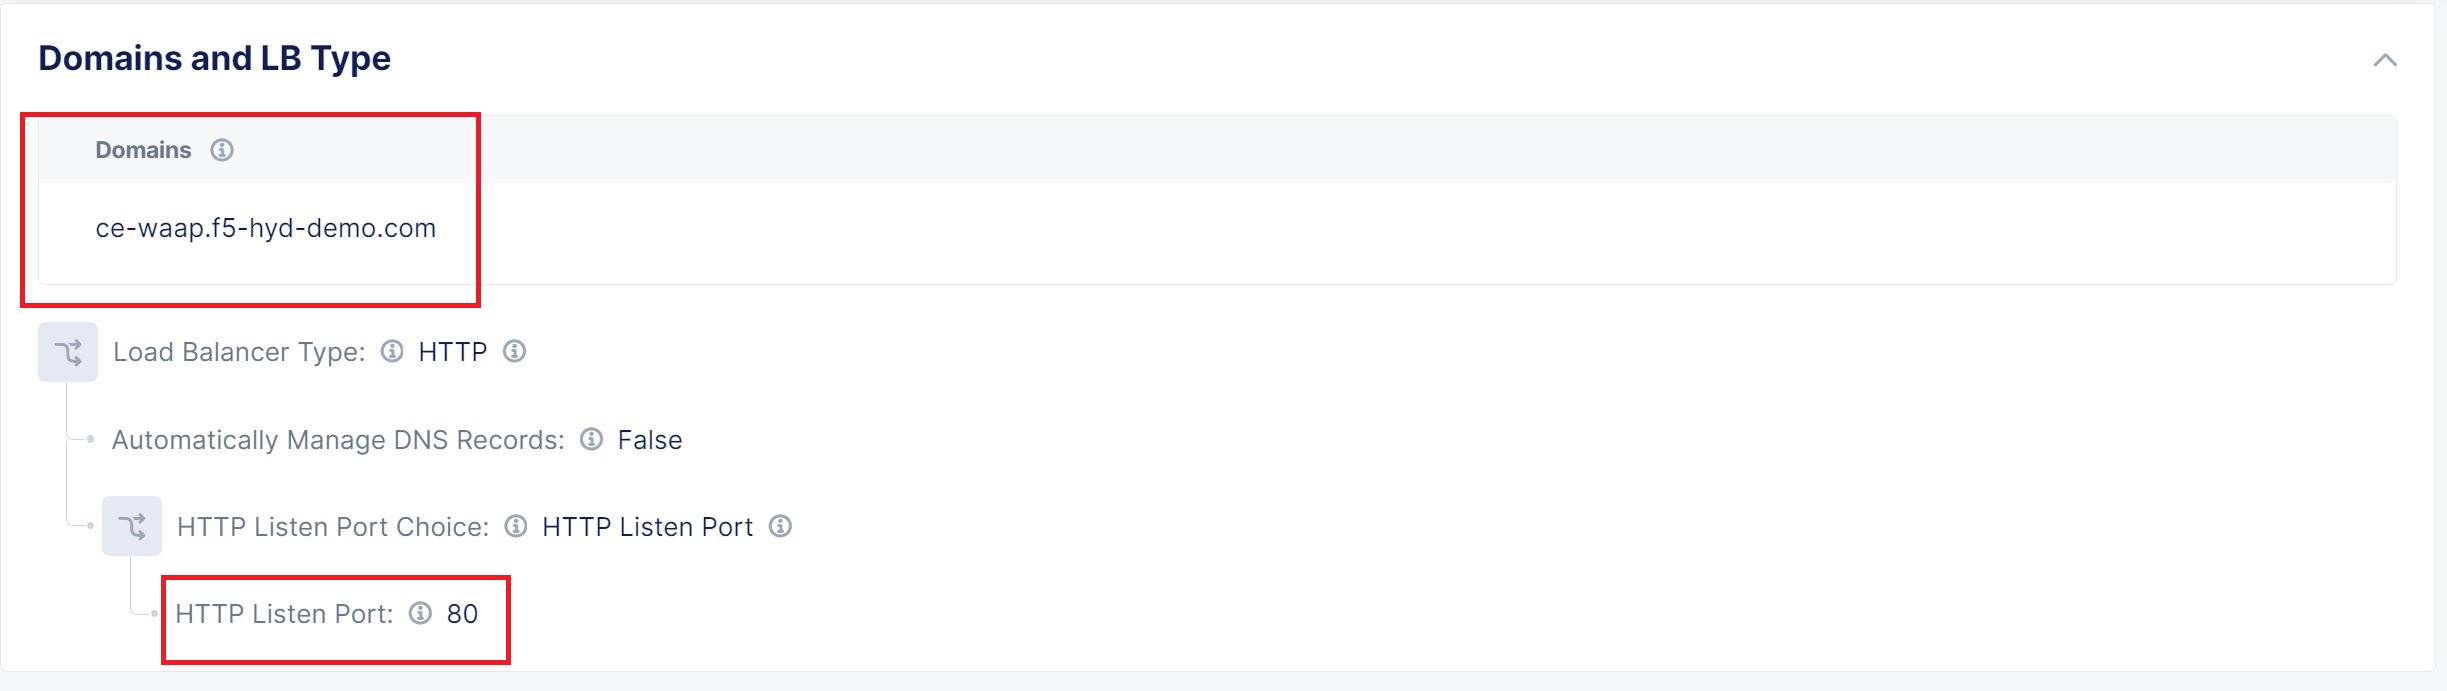 Domains and LB Type
Domains
ce-waap.f5-hyd-demo.com
Load Balancer Type: HTTP
Automatically Manage DNS Records: False
HTTP Listen Port Choice: HTTP Listen Port
HTTP Listen Port: 80